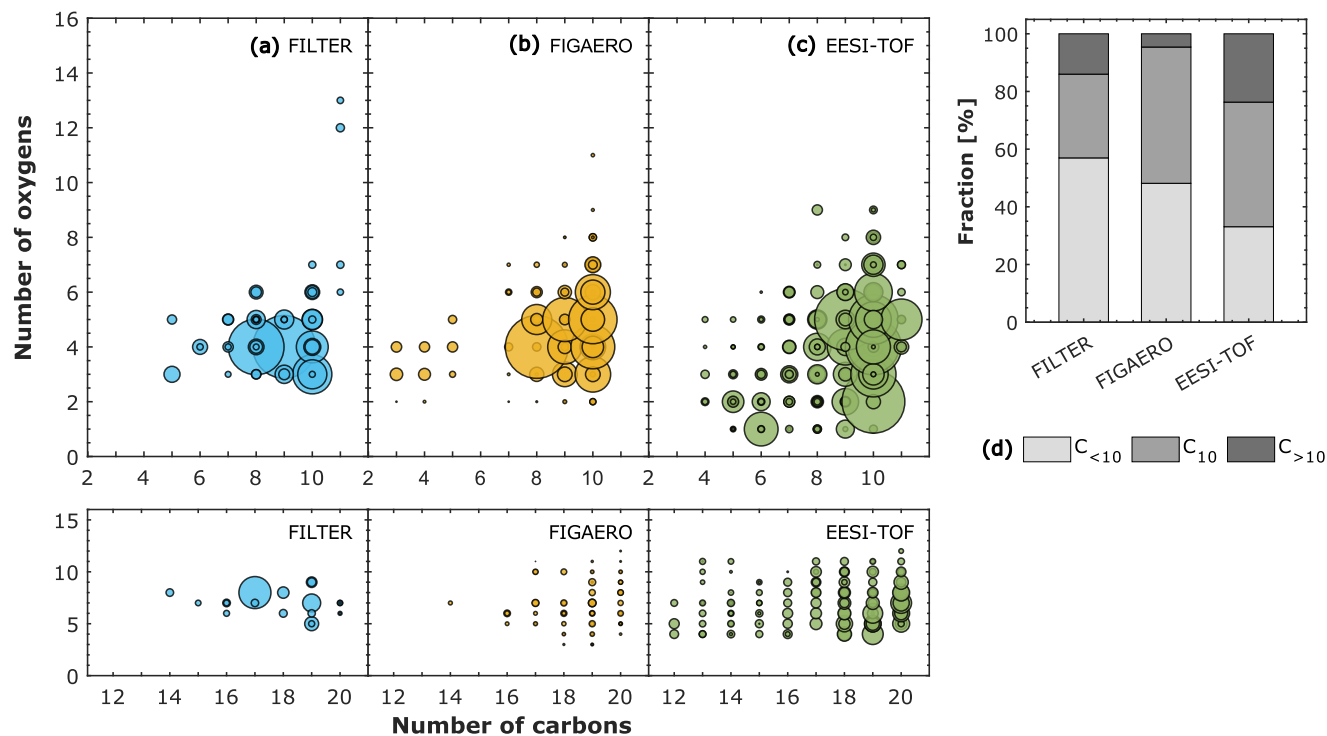 (a) FILTER
(b) FIGAERO
(c) EESI-TOF
Number of oxygens
16
14
12
10
8
6
4
2
0
2 4 6 8 10
2 4 6 8 10
2 4 6 8 10
FILTER
FIGAERO
EESI-TOF
15
10
5
0
12 14 16 18 20
12 14 16 18 20
12 14 16 18 20
Number of carbons
Fraction [%]
100
80
60
40
20
0
FILTER
FIGAERO
EESI-TOF
(d) C<10 C10 C>10